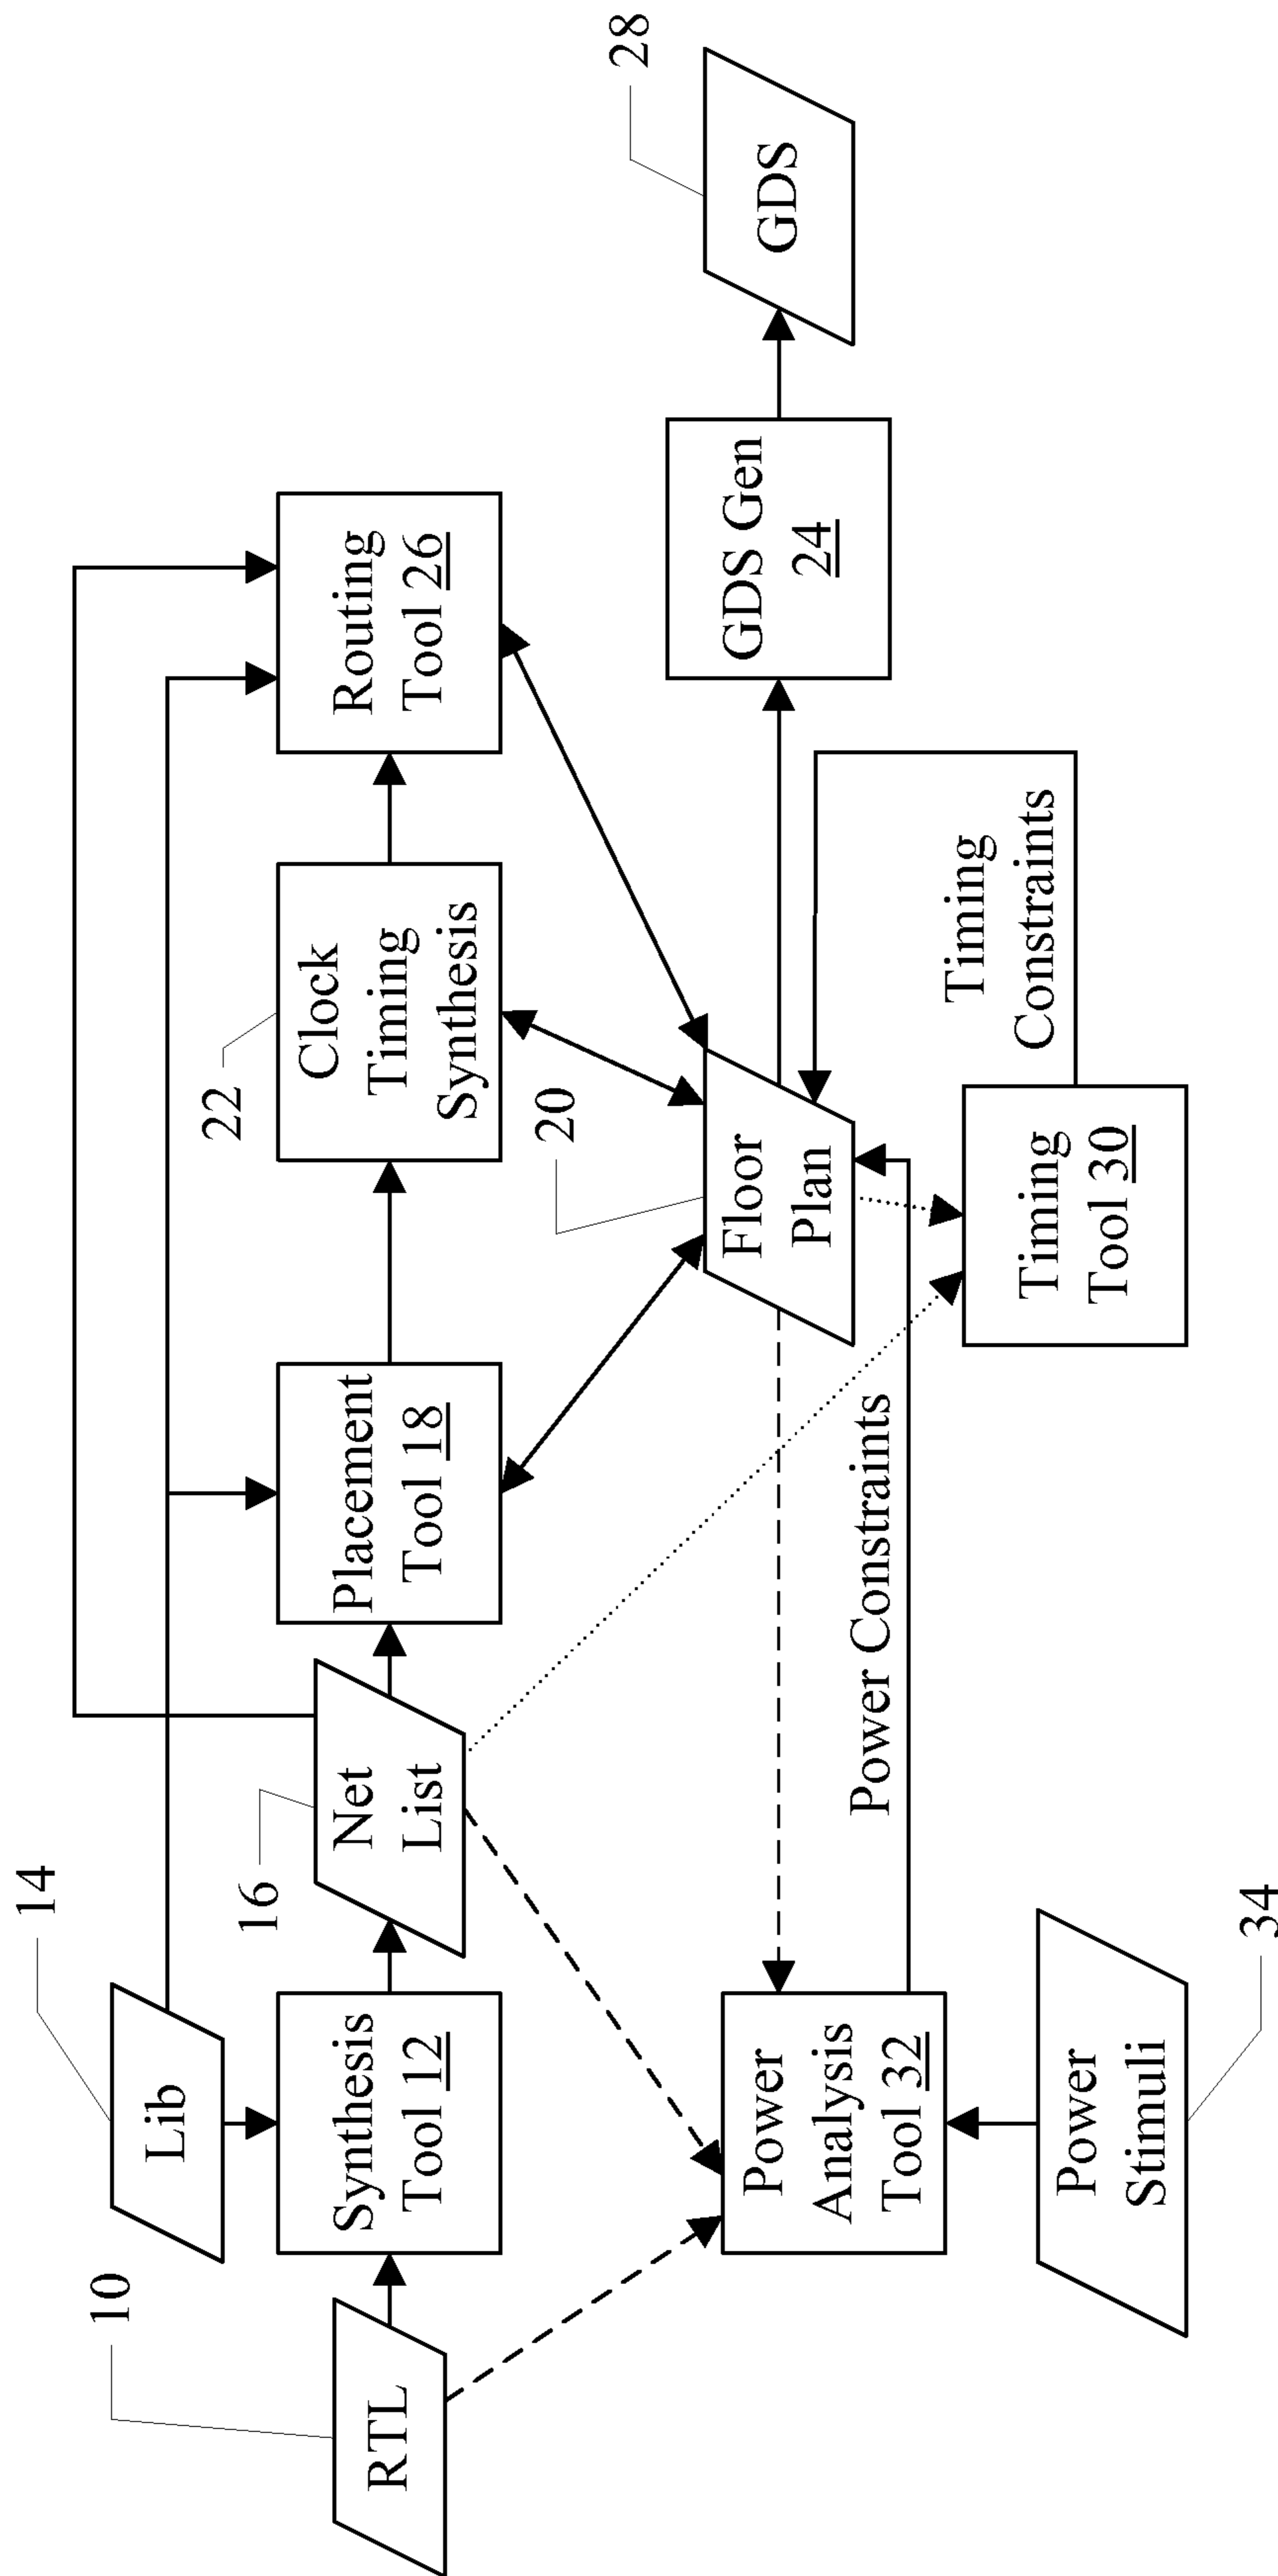 10
RTL
14
Lib
Synthesis
Tool 12
16
Net
List
Placement
Tool 18
22
Clock
Timing
Synthesis
Routing
Tool 26
20
Floor
Plan
GDS Gen
24
28
GDS
Power
Analysis
Tool 32
Power Constraints
Timing
Constraints
Timing
Tool 30
Power
Stimuli
34